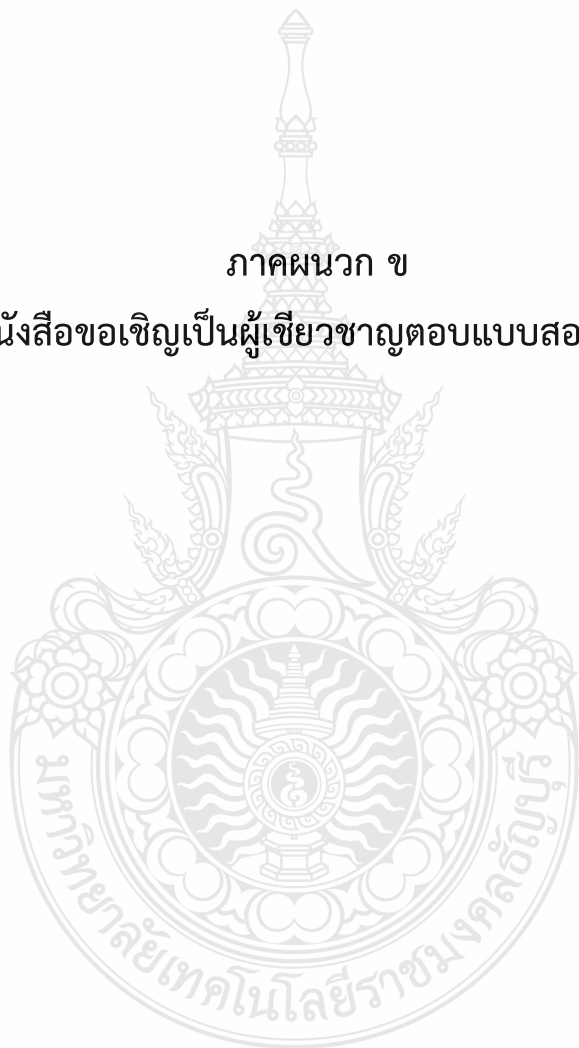 ภาคผนวก ข
นังสือขอเชิญเป็นผู้เชี่ยวชาญตอบแบบสอ
มหาวิทยาลัยเทคโนโลยีราชมงคลธัญบุรี